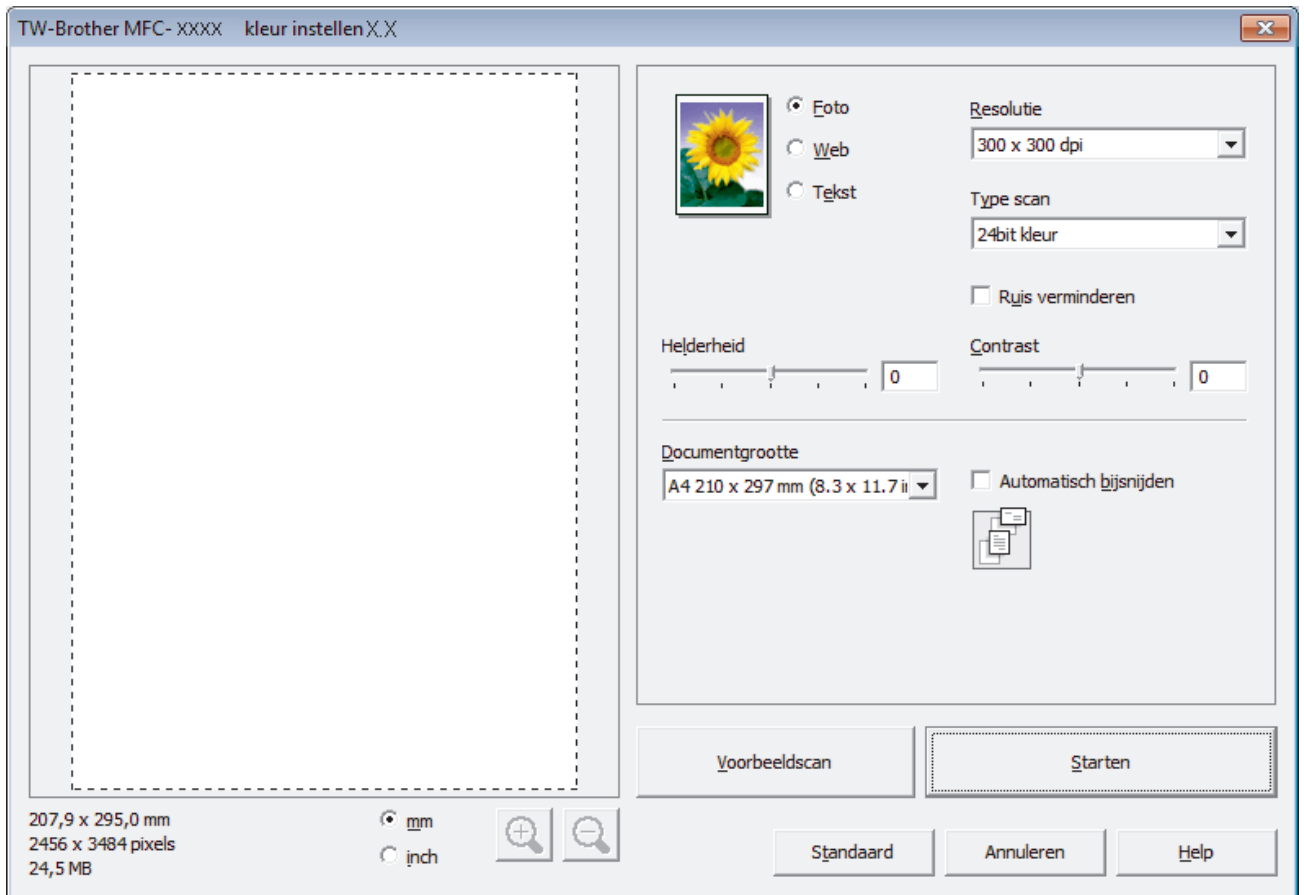 TW-Brother MFC- XXXX kleur instellen X.X
Foto
Web
Tekst
Resolutie
300 x 300 dpi
Type scan
24bit kleur
Ruis verminderen
Helderheid
0
Contrast
0
Documentgrootte
A4 210 x 297 mm (8.3 x 11.7 i
Automatisch bijsnijden
Voorbeeldscan
Starten
207,9 x 295,0 mm
2456 x 3484 pixels
24,5 MB
mm
inch
Standaard
Annuleren
Help